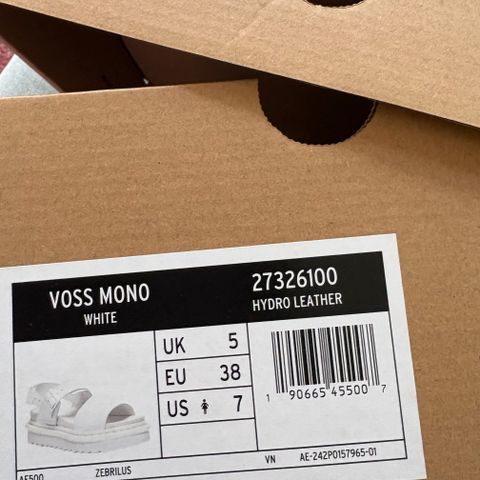 VOSS MONO
WHITE
27326100
HYDRO LEATHER
UK 5
EU 38
US 7
1 90665 45500 7
AE500
ZEBRILUS
VN
AE-242P0157965-01